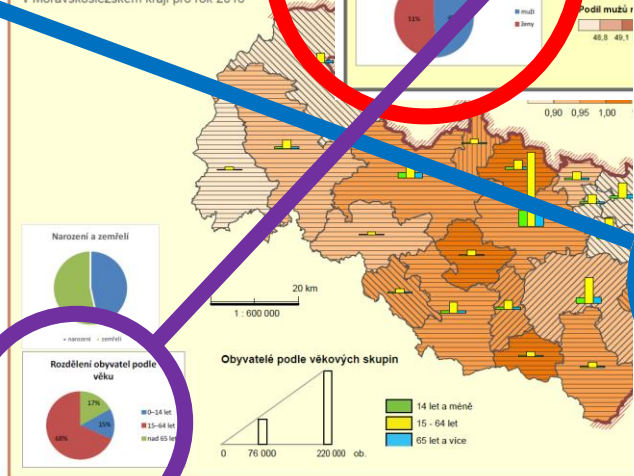 v Moravskoslezském kraji pro rok 2010
51%
muži
ženy
Podíl mužů
48,8 49,1
0,90 0,95 1,00
Narození a zemřelí
narození zemřelí
20 km
1 : 600 000
Rozdělení obyvatel podle
věku
17%
15%
68%
0–14 let
15–64 let
nad 65 let
Obyvatelé podle věkových skupin
0 76 000 220 000 ob.
14 let a méně
15 - 64 let
65 let a více